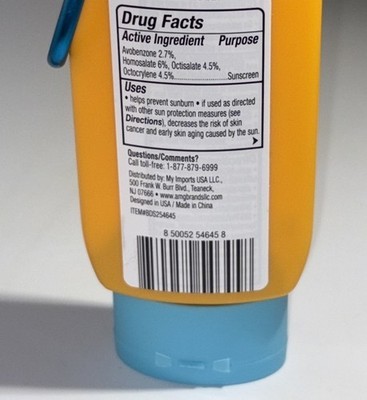 Drug Facts
Active Ingredient Purpose
Avobenzone 2.7%,
Homosalate 6%, Octisalate 4.5%,
Octocrylene 4.5%..................Sunscreen
Uses
• helps prevent sunburn • if used as directed
with other sun protection measures (see
Directions), decreases the risk of skin
cancer and early skin aging caused by the sun.
Questions/Comments?
Call toll-free: 1-877-879-6999
Distributed by: My Imports USA LLC.,
500 Frank W. Burr Blvd., Teaneck,
NJ 07666 • www.amgbrandsllc.com
Designed in USA / Made in China
ITEM#BDS254645
8 50052 54645 8